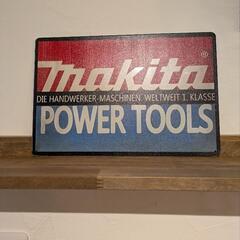 makita®
DIE HANDWERKER-MASCHINEN. WELTWEIT 1. KLASSE
POWER TOOLS